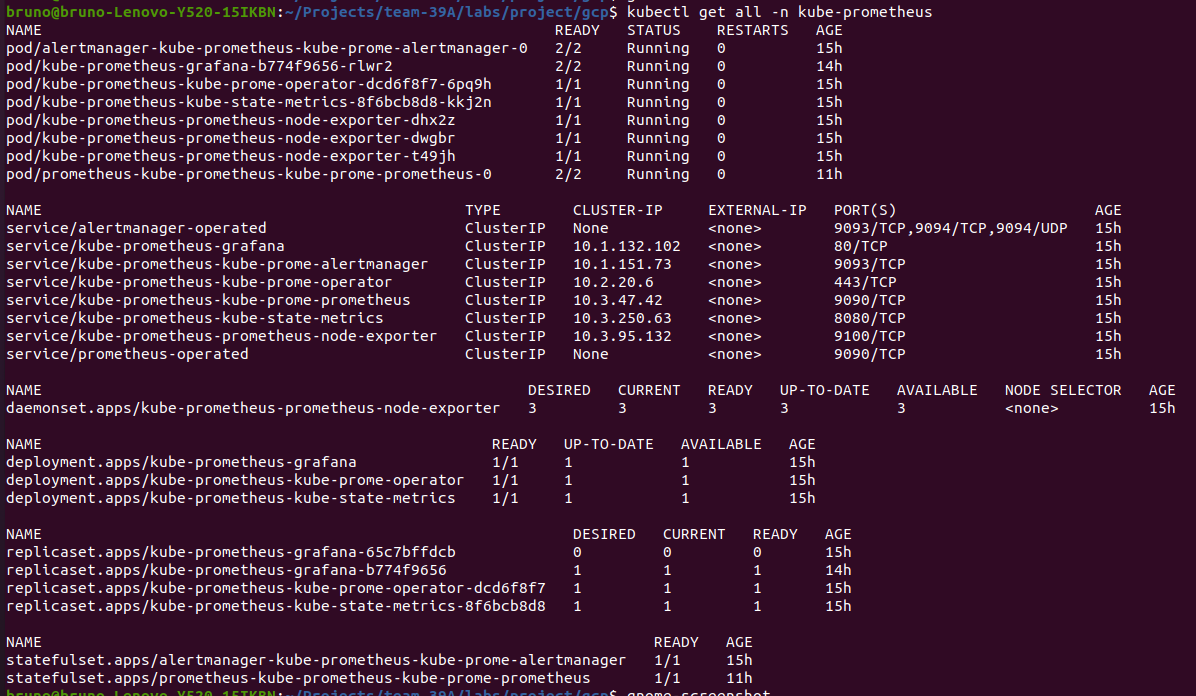 bruno@bruno-Lenovo-Y520-15IKBN:~/Projects/team-39A/labs/project/gcp$ kubectl get all -n kube-prometheus
NAME READY STATUS RESTARTS AGE
pod/alertmanager-kube-prometheus-kube-prome-alertmanager-0 2/2 Running 0 15h
pod/kube-prometheus-grafana-b774f9656-rlwr2 2/2 Running 0 14h
pod/kube-prometheus-kube-prome-operator-dcd6f8f7-6pq9h 1/1 Running 0 15h
pod/kube-prometheus-kube-state-metrics-8f6bcb8d8-kkj2n 1/1 Running 0 15h
pod/kube-prometheus-prometheus-node-exporter-dhx2z 1/1 Running 0 15h
pod/kube-prometheus-prometheus-node-exporter-dwgbr 1/1 Running 0 15h
pod/kube-prometheus-prometheus-node-exporter-t49jh 1/1 Running 0 15h
pod/prometheus-kube-prometheus-kube-prome-prometheus-0 2/2 Running 0 11h
NAME TYPE CLUSTER-IP EXTERNAL-IP PORT(S) AGE
service/alertmanager-operated ClusterIP None <none> 9093/TCP,9094/TCP,9094/UDP 15h
service/kube-prometheus-grafana ClusterIP 10.1.132.102 <none> 80/TCP 15h
service/kube-prometheus-kube-prome-alertmanager ClusterIP 10.1.151.73 <none> 9093/TCP 15h
service/kube-prometheus-kube-prome-operator ClusterIP 10.2.20.6 <none> 443/TCP 15h
service/kube-prometheus-kube-prome-prometheus ClusterIP 10.3.47.42 <none> 9090/TCP 15h
service/kube-prometheus-kube-state-metrics ClusterIP 10.3.250.63 <none> 8080/TCP 15h
service/kube-prometheus-prometheus-node-exporter ClusterIP 10.3.95.132 <none> 9100/TCP 15h
service/prometheus-operated ClusterIP None <none> 9090/TCP 15h
NAME DESIRED CURRENT READY UP-TO-DATE AVAILABLE NODE SELECTOR AGE
daemonset.apps/kube-prometheus-prometheus-node-exporter 3 3 3 3 3 <none> 15h
NAME READY UP-TO-DATE AVAILABLE AGE
deployment.apps/kube-prometheus-grafana 1/1 1 1 15h
deployment.apps/kube-prometheus-kube-prome-operator 1/1 1 1 15h
deployment.apps/kube-prometheus-kube-state-metrics 1/1 1 1 15h
NAME DESIRED CURRENT READY AGE
replicaset.apps/kube-prometheus-grafana-65c7bffdcb 0 0 0 15h
replicaset.apps/kube-prometheus-grafana-b774f9656 1 1 1 14h
replicaset.apps/kube-prometheus-kube-prome-operator-dcd6f8f7 1 1 1 15h
replicaset.apps/kube-prometheus-kube-state-metrics-8f6bcb8d8 1 1 1 15h
NAME READY AGE
statefulset.apps/alertmanager-kube-prometheus-kube-prome-alertmanager 1/1 15h
statefulset.apps/prometheus-kube-prometheus-kube-prome-prometheus 1/1 11h
bruno@bruno-Lenovo-Y520-15IKBN:~/Projects/team-39A/labs/project/gcp$ gnome-screenshot